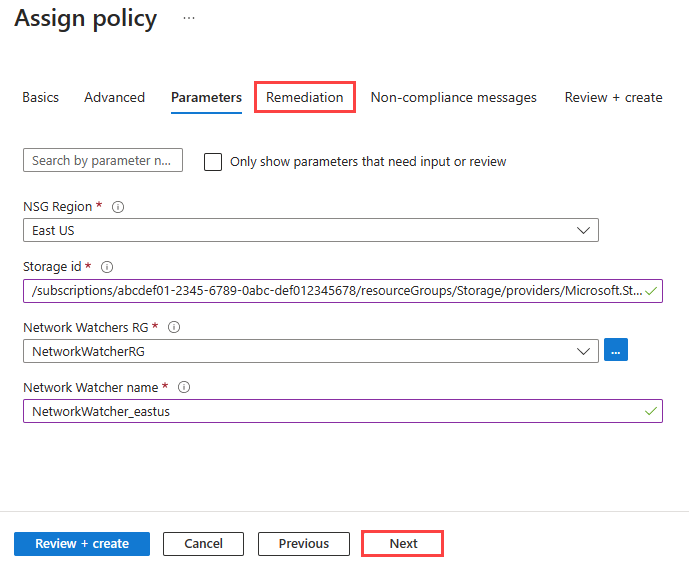 Assign policy ...
Basics Advanced Parameters Remediation Non-compliance messages Review + create
Search by parameter n... Only show parameters that need input or review
NSG Region *
East US
Storage id *
/subscriptions/abcdef01-2345-6789-0abc-def012345678/resourceGroups/Storage/providers/Microsoft.St...
Network Watchers RG *
NetworkWatcherRG ...
Network Watcher name *
NetworkWatcher_eastus
Review + create Cancel Previous Next